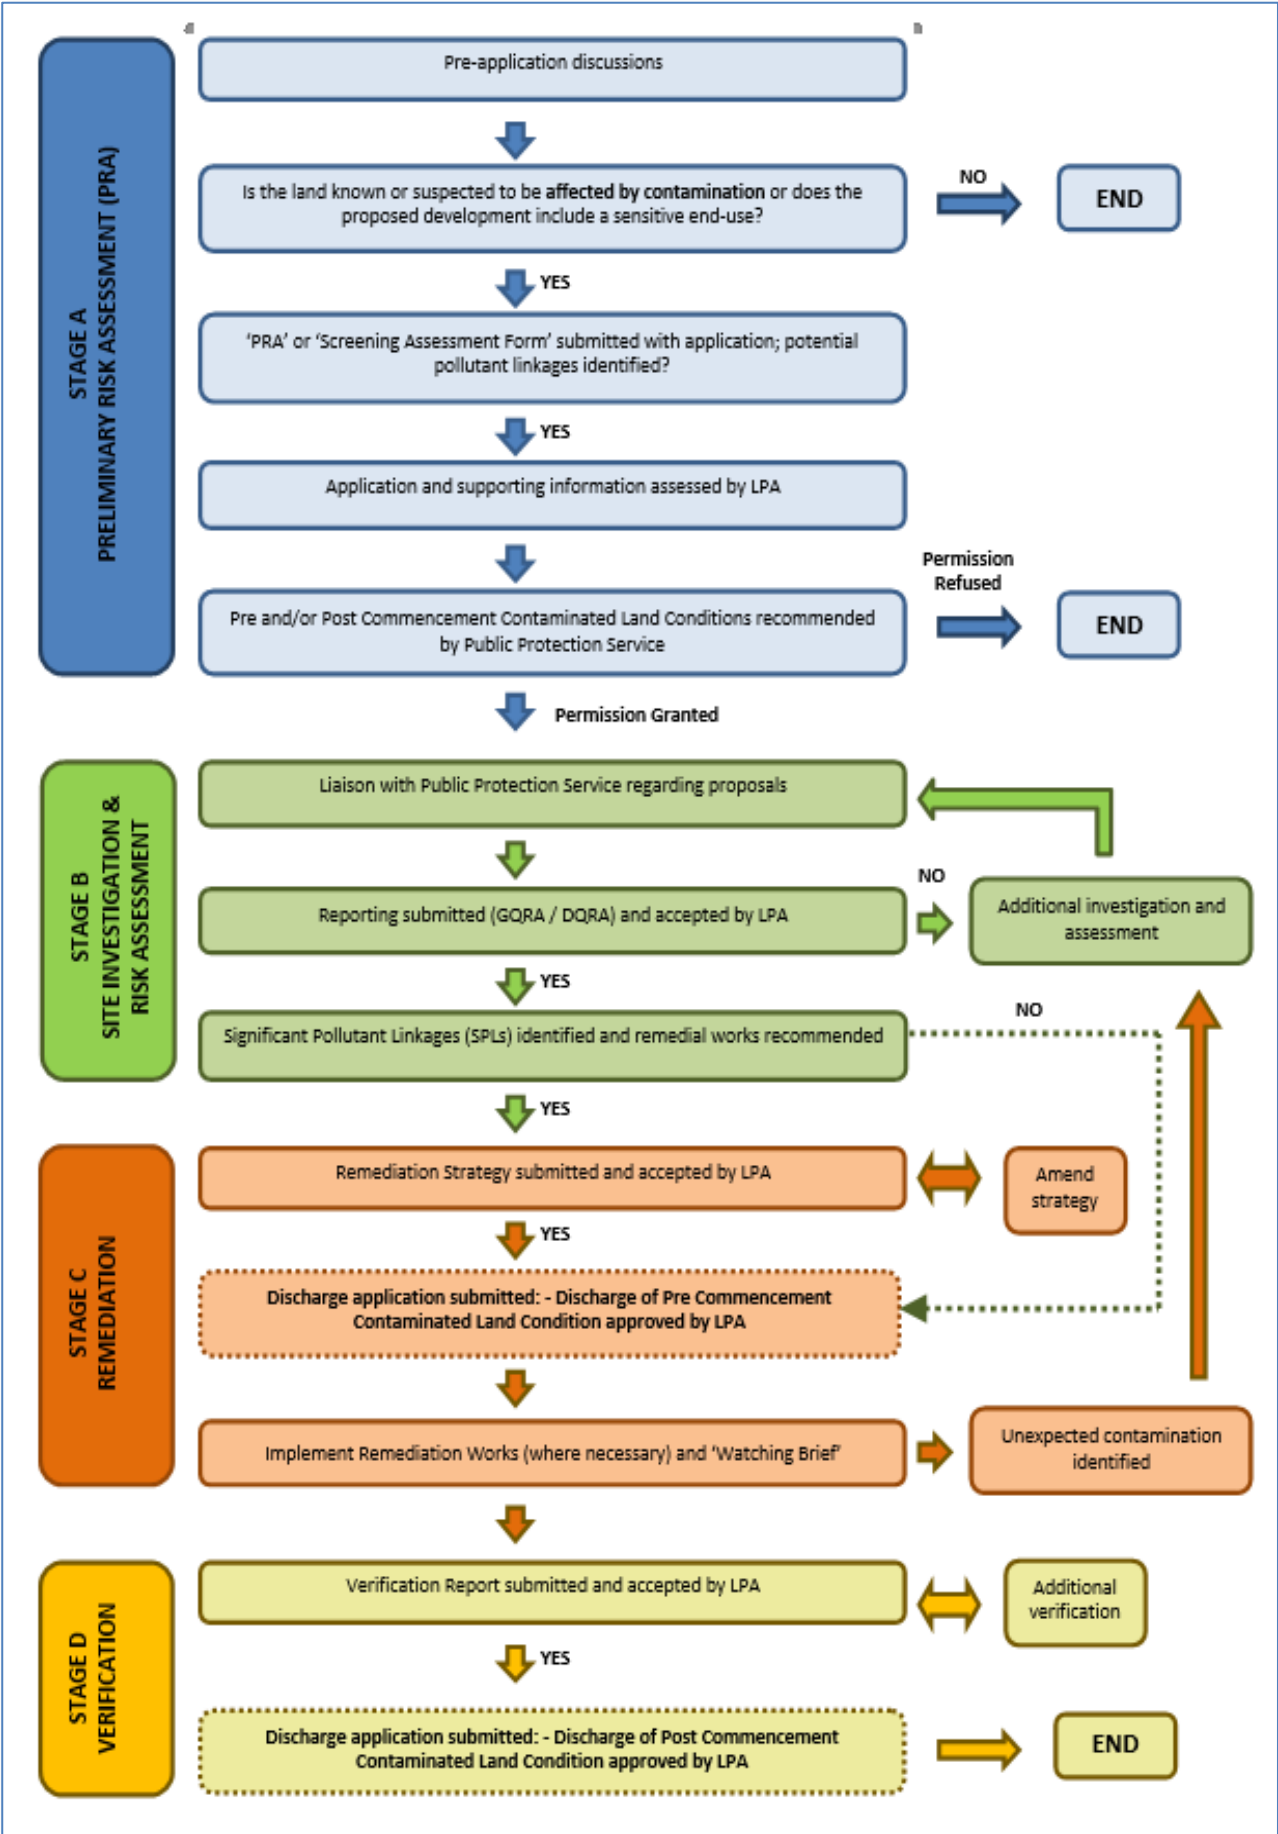 STAGE A
PRELIMINARY RISK ASSESSMENT (PRA)
Pre-application discussions
Is the land known or suspected to be affected by contamination or does the
proposed development include a sensitive end-use?
NO
END
YES
‘PRA’ or ‘Screening Assessment Form’ submitted with application; potential
pollutant linkages identified?
YES
Application and supporting information assessed by LPA
Pre and/or Post Commencement Contaminated Land Conditions recommended
by Public Protection Service
Permission
Refused
END
Permission Granted
STAGE B
SITE INVESTIGATION &
RISK ASSESSMENT
Liaison with Public Protection Service regarding proposals
Reporting submitted (GQRA / DQRA) and accepted by LPA
NO
Additional investigation and
assessment
YES
Significant Pollutant Linkages (SPLs) identified and remedial works recommended
NO
YES
STAGE C
REMEDIATION
Remediation Strategy submitted and accepted by LPA
Amend
strategy
YES
Discharge application submitted: - Discharge of Pre Commencement
Contaminated Land Condition approved by LPA
Implement Remediation Works (where necessary) and ‘Watching Brief’
Unexpected contamination
identified
STAGE D
VERIFICATION
Verification Report submitted and accepted by LPA
Additional
verification
YES
Discharge application submitted: - Discharge of Post Commencement
Contaminated Land Condition approved by LPA
END